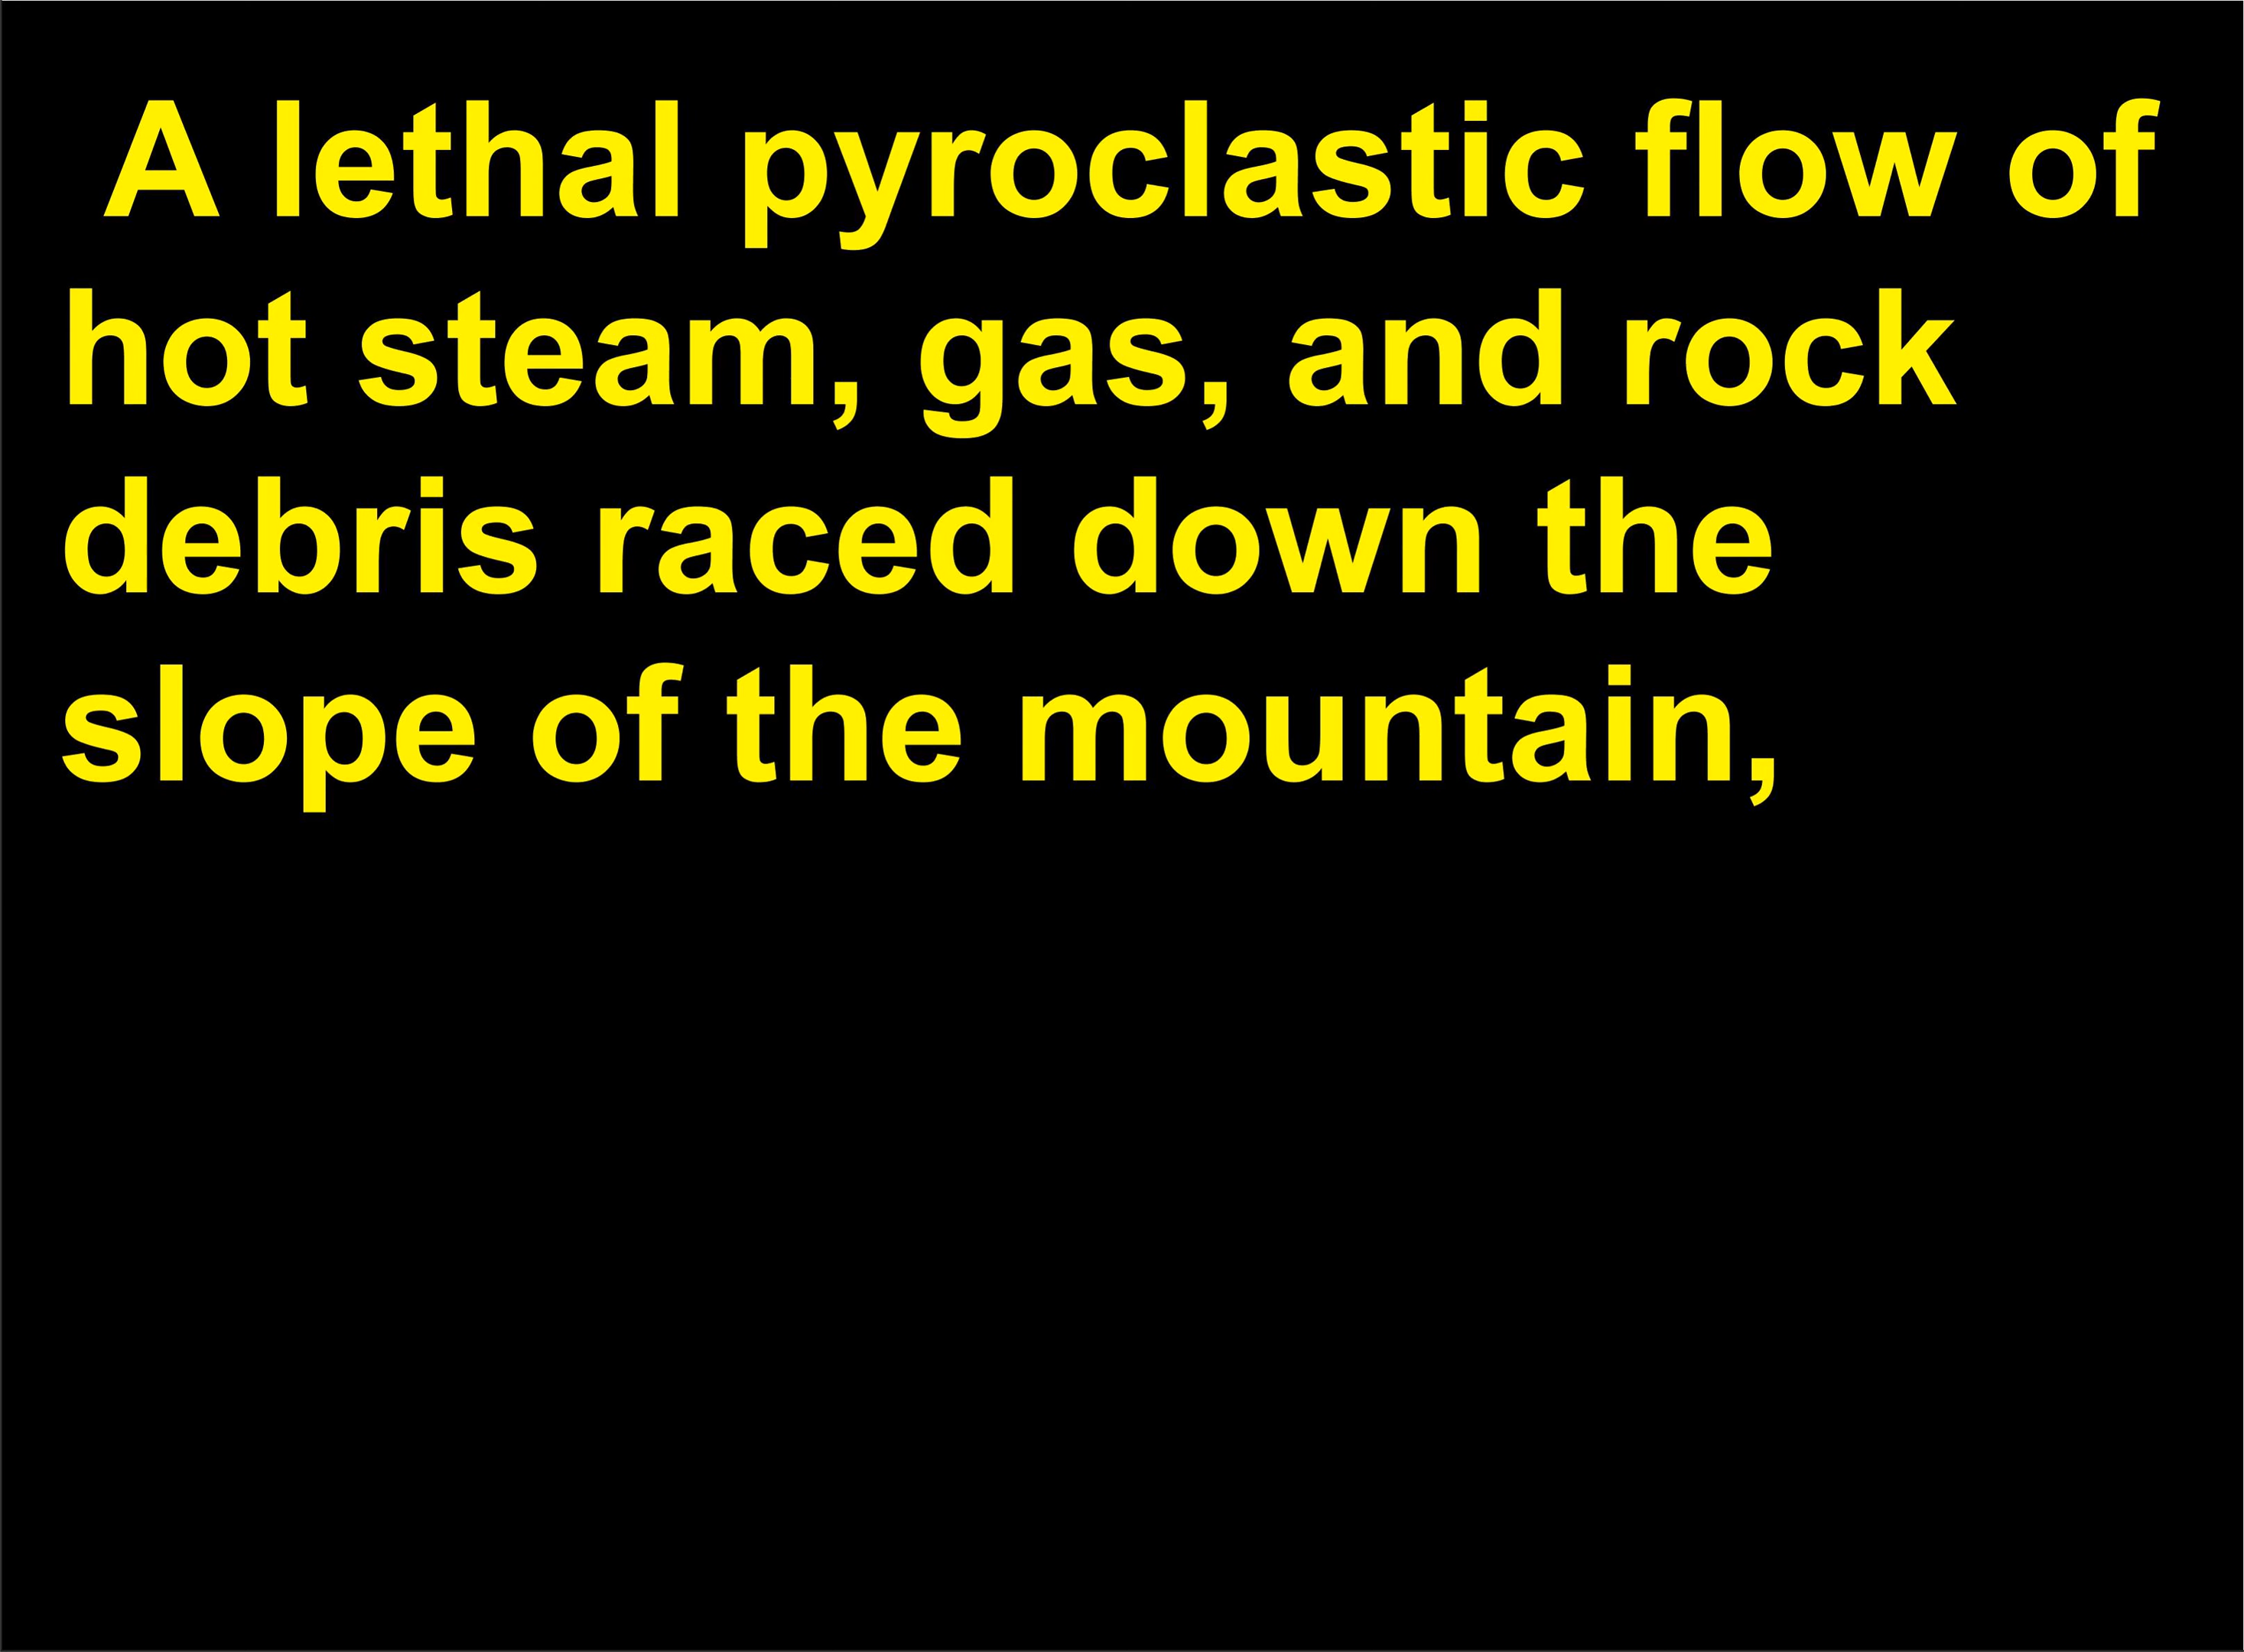 A lethal pyroclastic flow of
hot steam, gas, and rock
debris raced down the
slope of the mountain,